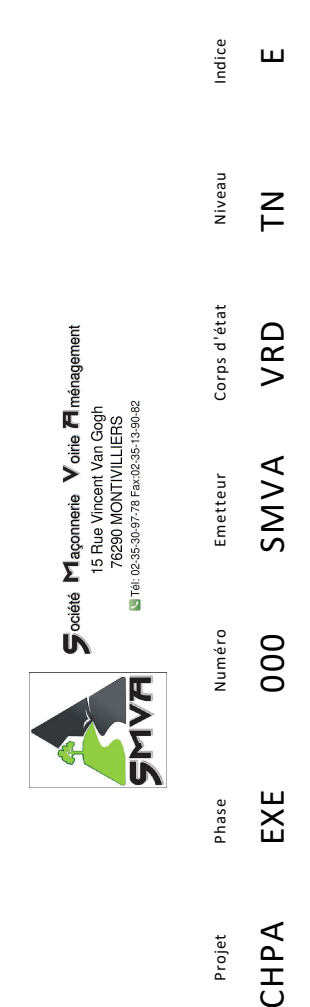 SMVA
Société Maçonnerie Voirie Aménagement
15 Rue Vincent Van Gogh
76290 MONTIVILLIERS
Tél: 02-35-30-97-78 Fax:02-35-13-90-82
Projet Phase Numéro Emetteur Corps d'état Niveau Indice
CHPA EXE 000 SMVA VRD TN E